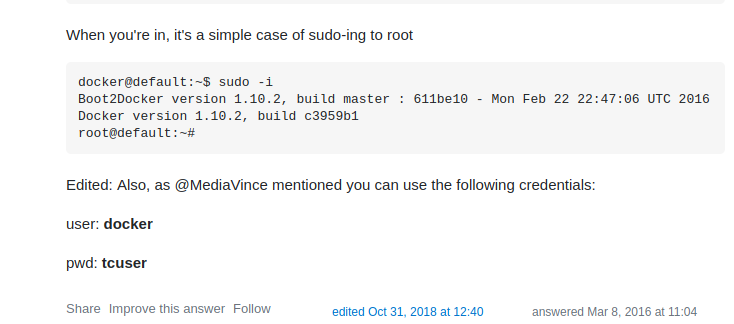 When you're in, it's a simple case of sudo-ing to root
docker@default:~$ sudo -i
Boot2Docker version 1.10.2, build master : 611be10 - Mon Feb 22 22:47:06 UTC 2016
Docker version 1.10.2, build c3959b1
root@default:~#
Edited: Also, as @MediaVince mentioned you can use the following credentials:
user: docker
pwd: tcuser
Share Improve this answer Follow edited Oct 31, 2018 at 12:40 answered Mar 8, 2016 at 11:04